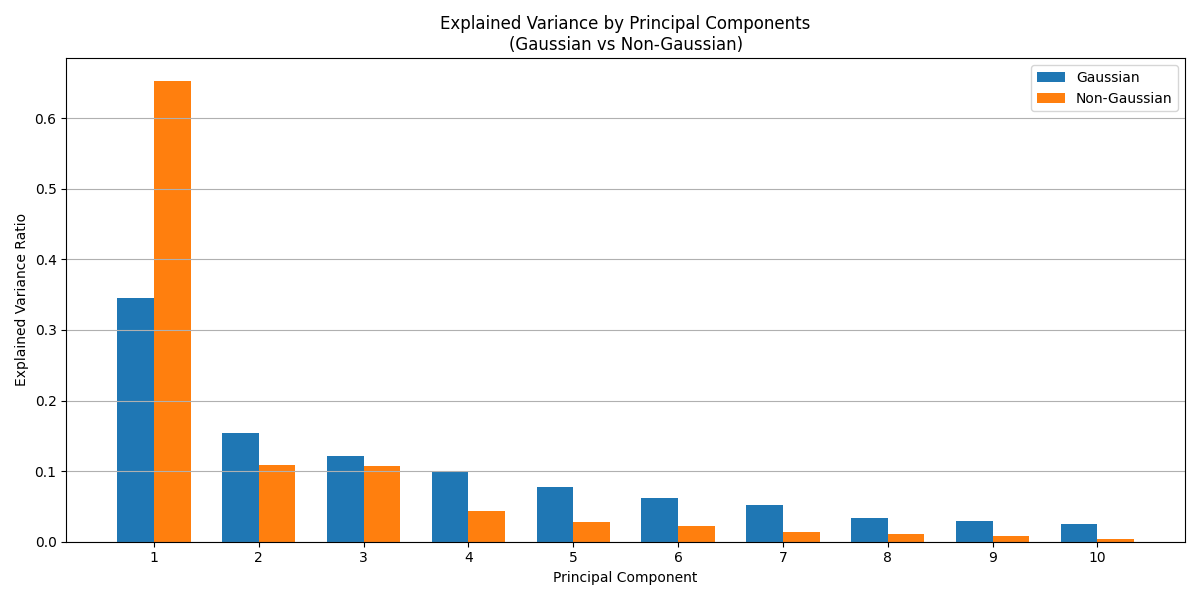 Explained Variance by Principal Components
(Gaussian vs Non-Gaussian)
Gaussian
Non-Gaussian
Explained Variance Ratio
0.6
0.5
0.4
0.3
0.2
0.1
0.0
1 2 3 4 5 6 7 8 9 10
Principal Component